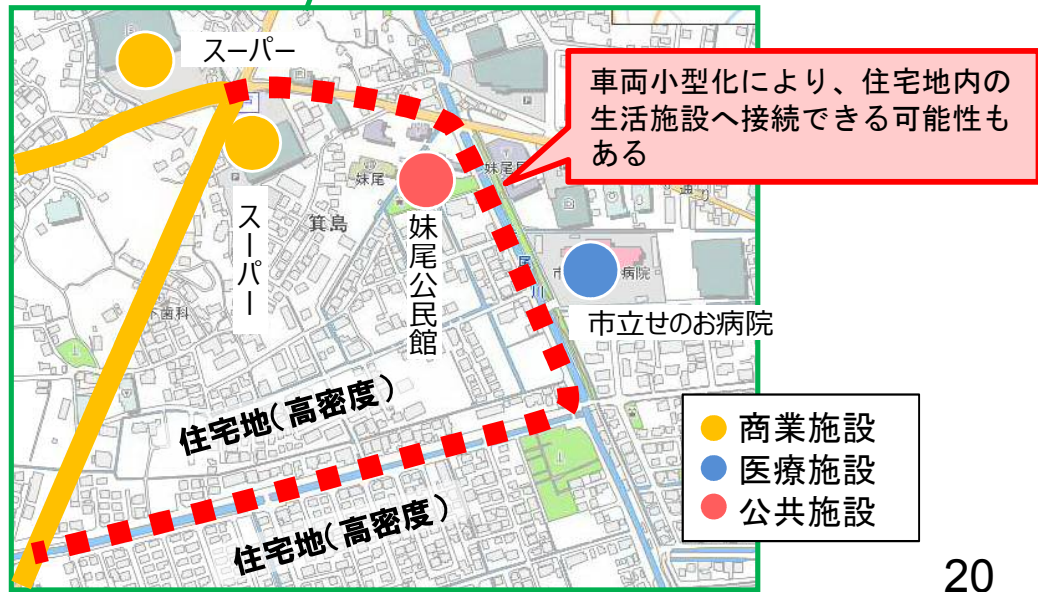 スーパー
車両小型化により、住宅地内の
生活施設へ接続できる可能性も
ある
スーパー
妹尾
箕島
妹尾公民館
病院
市立せのお病院
住宅地(高密度)
住宅地(高密度)
商業施設
医療施設
公共施設
20